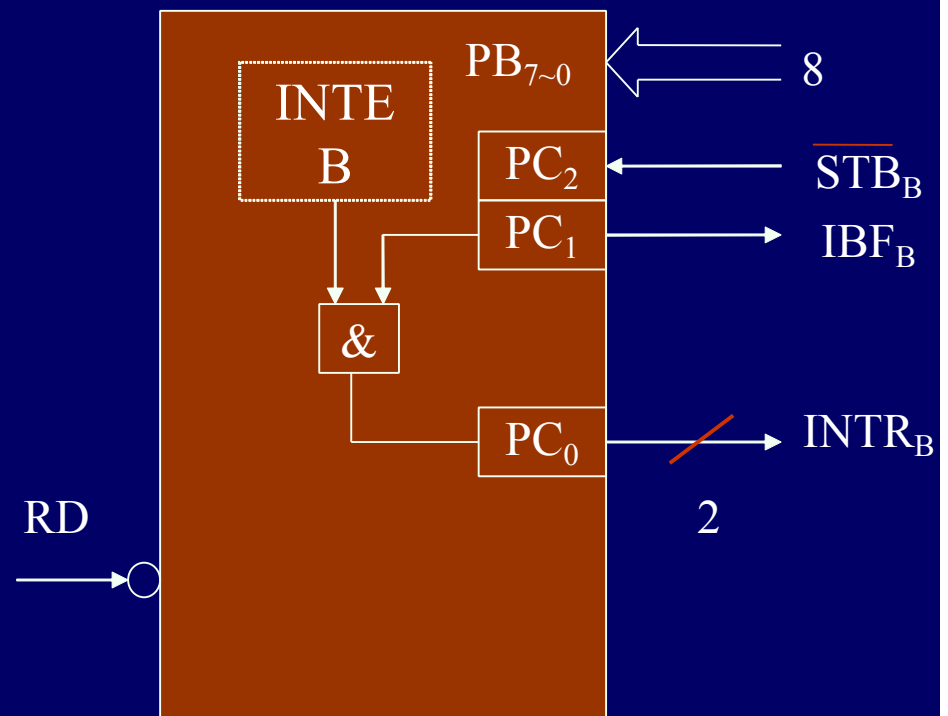 PB7~0
8
INTE
B
PC2
STBB
PC1
IBFB
&
PC0
INTRB
RD
2